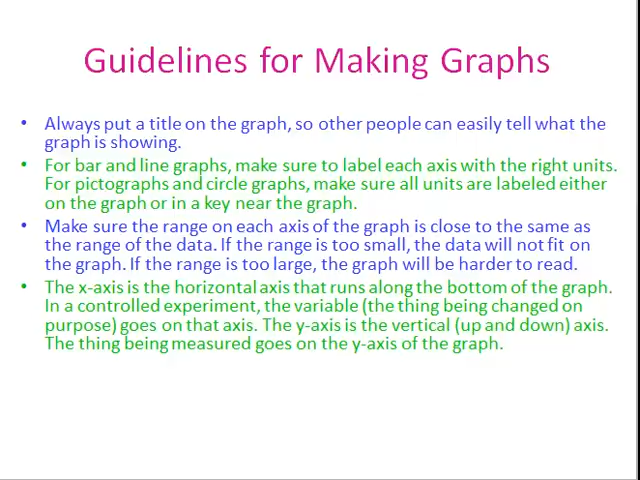 Guidelines for Making Graphs
• Always put a title on the graph, so other people can easily tell what the
graph is showing.
• For bar and line graphs, make sure to label each axis with the right units.
For pictographs and circle graphs, make sure all units are labeled either
on the graph or in a key near the graph.
• Make sure the range on each axis of the graph is close to the same as
the range of the data. If the range is too small, the data will not fit on
the graph. If the range is too large, the graph will be harder to read.
• The x-axis is the horizontal axis that runs along the bottom of the graph.
In a controlled experiment, the variable (the thing being changed on
purpose) goes on that axis. The y-axis is the vertical (up and down) axis.
The thing being measured goes on the y-axis of the graph.